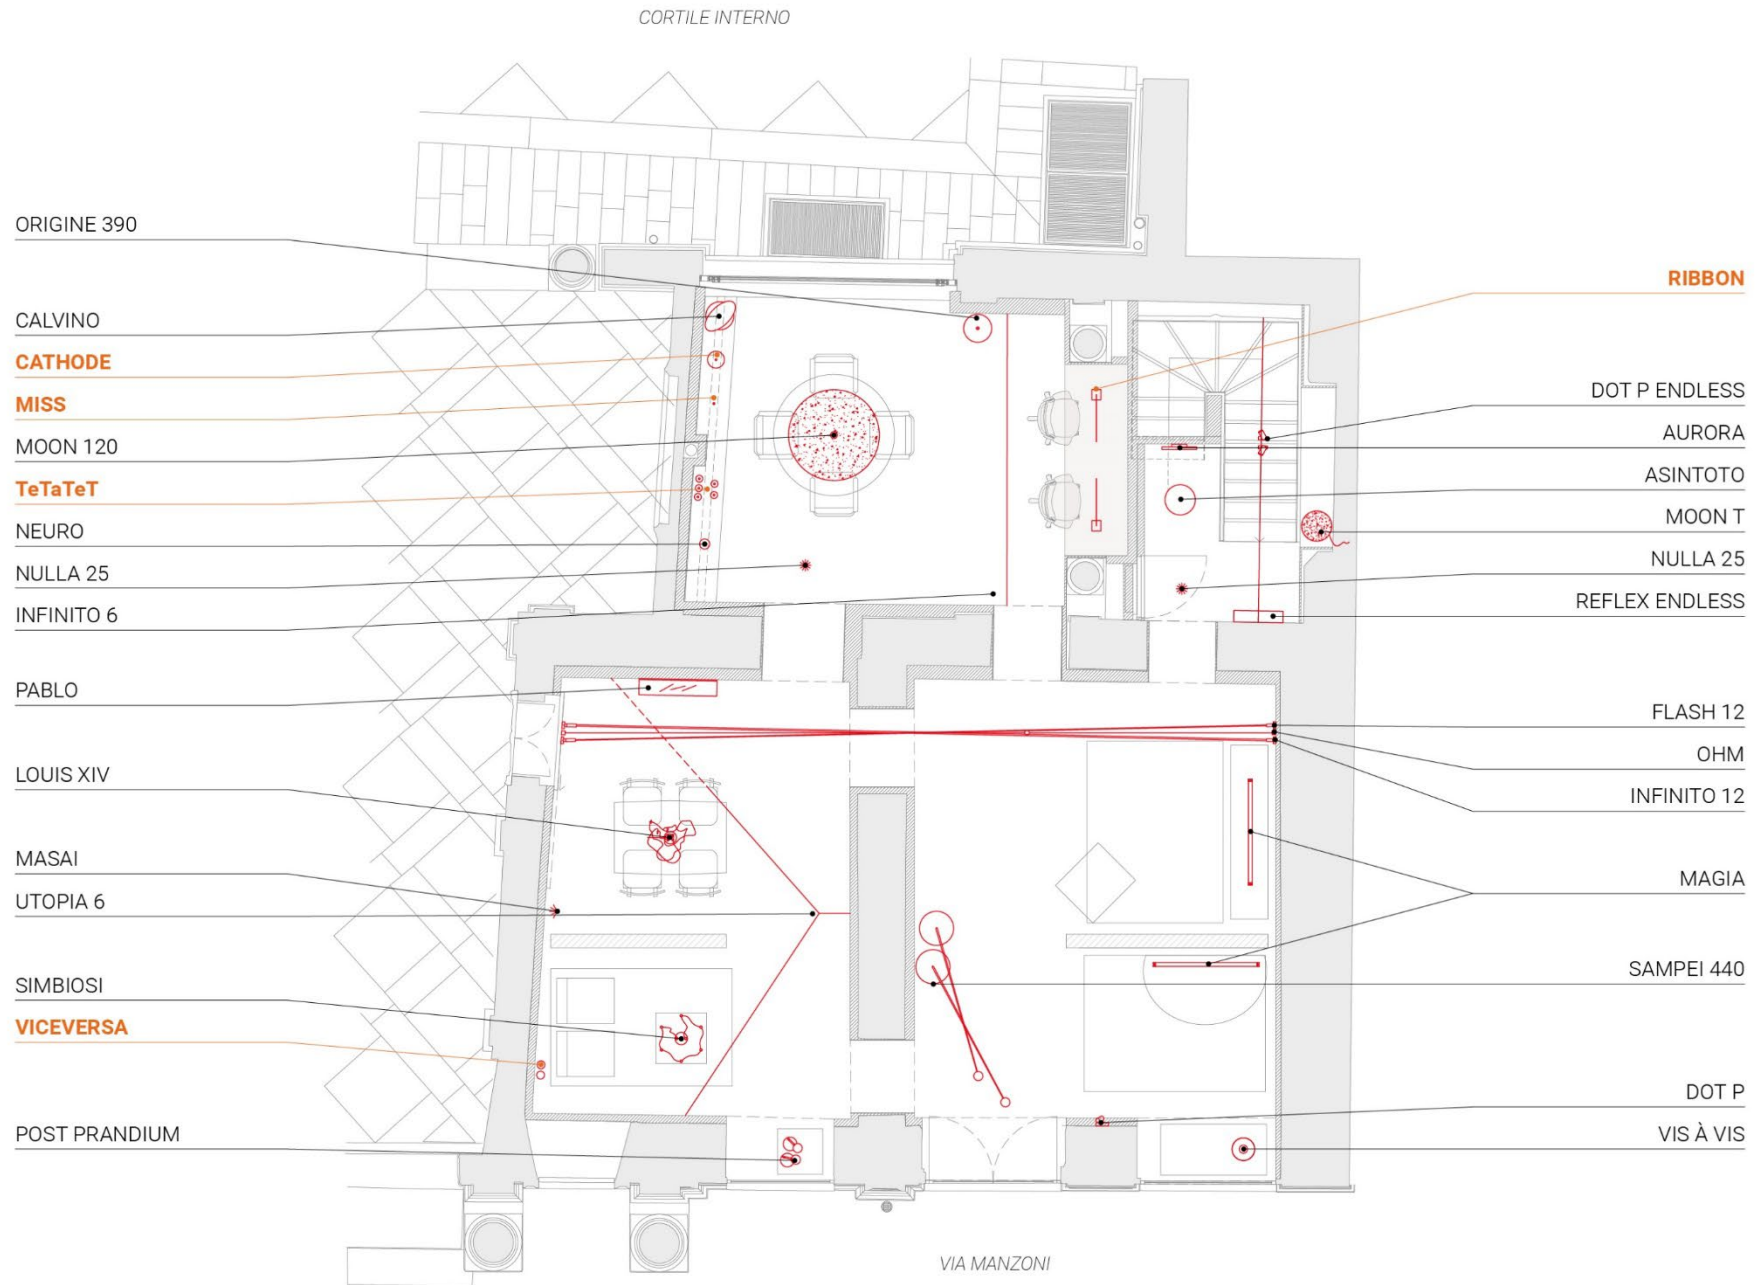 CORTILE INTERNO
ORIGINE 390
CALVINO
CATHODE
MISS
MOON 120
TeTaTeT
NEURO
NULLA 25
INFINITO 6
PABLO
LOUIS XIV
MASAI
UTOPIA 6
SIMBIOSI
VICEVERSA
POST PRANDIUM
RIBBON
DOT P ENDLESS
AURORA
ASINTOTO
MOON T
NULLA 25
REFLEX ENDLESS
FLASH 12
OHM
INFINITO 12
MAGIA
SAMPEI 440
DOT P
VIS À VIS
VIA MANZONI